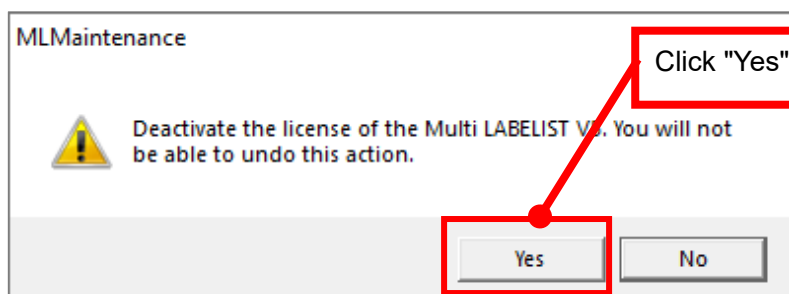 MLMaintenance
Click "Yes"
Deactivate the license of the Multi LABELIST V5. You will not
be able to undo this action.
Yes
No